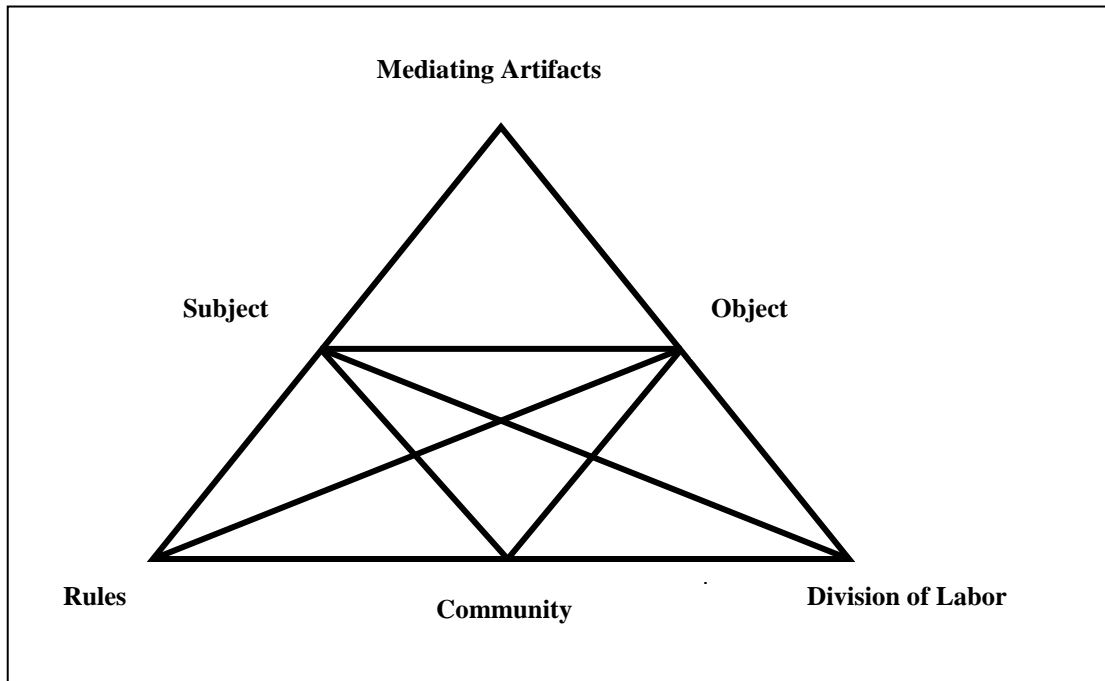 Mediating Artifacts
Subject
Object
Rules
Community
Division of Labor